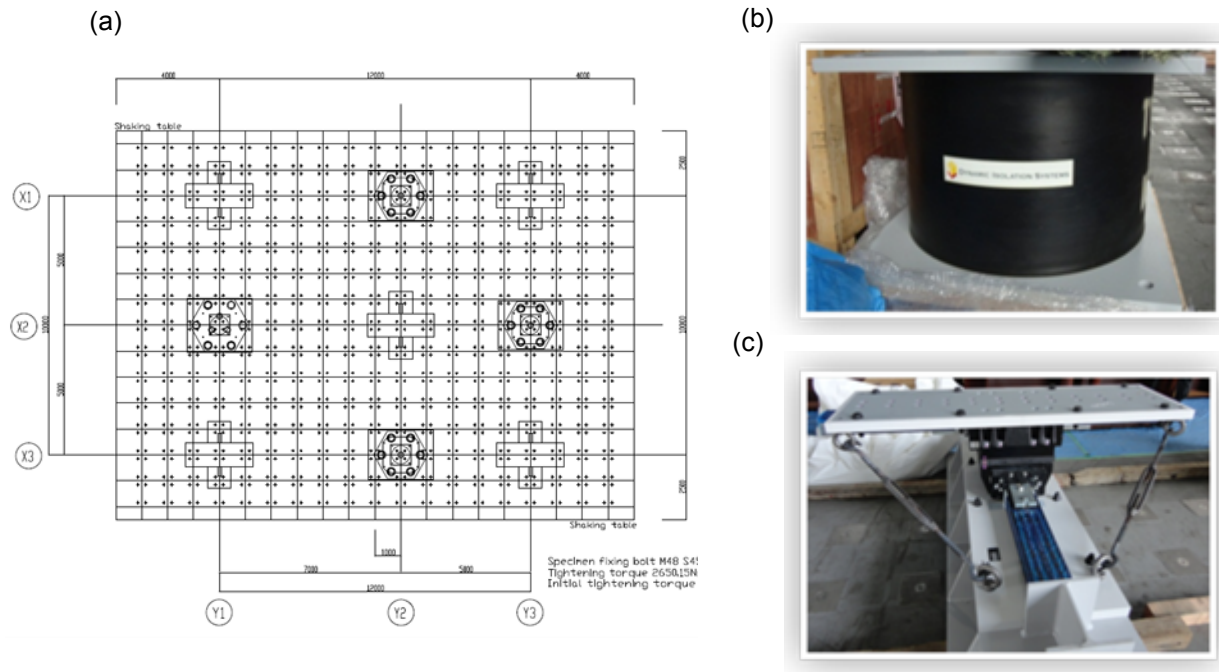 (a)
4000
12000
4000
Shaking table
2500
X1
5000
X2
10000
10000
5000
X3
2500
Shaking table
1000
Specimen fixing bolt M48 S45
7000
5000
Tightening torque 2650.15N
12000
Initial tightening torque
Y1
Y2
Y3
(b)
DYNAMIC ISOLATION SYSTEMS
(c)